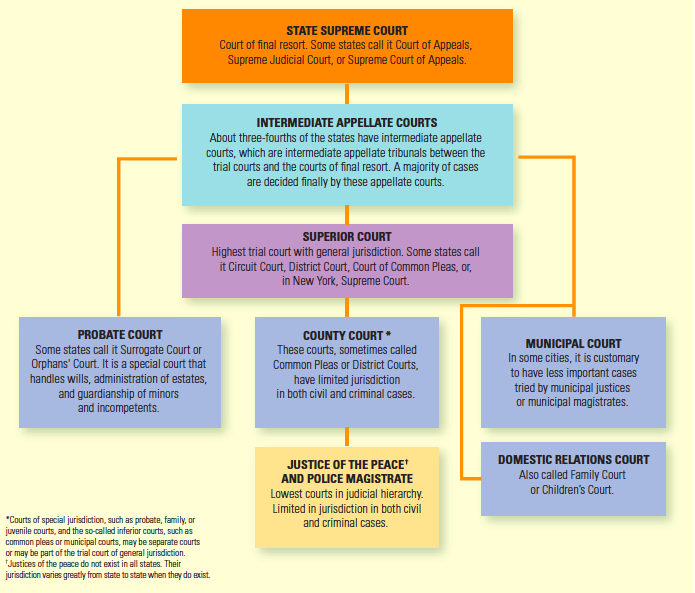 STATE SUPREME COURT
Court of final resort. Some states call it Court of Appeals,
Supreme Judicial Court, or Supreme Court of Appeals.
INTERMEDIATE APPELLATE COURTS
About three-fourths of the states have intermediate appellate
courts, which are intermediate appellate tribunals between the
trial courts and the courts of final resort. A majority of cases
are decided finally by these appellate courts.
SUPERIOR COURT
Highest trial court with general jurisdiction. Some states call
it Circuit Court, District Court, Court of Common Pleas, or,
in New York, Supreme Court.
PROBATE COURT
Some states call it Surrogate Court or
Orphans' Court. It is a special court that
handles wills, administration of estates,
and guardianship of minors
and incompetents.
COUNTY COURT *
These courts, sometimes called
Common Pleas or District Courts,
have limited jurisdiction
in both civil and criminal cases.
MUNICIPAL COURT
In some cities, it is customary
to have less important cases
tried by municipal justices
or municipal magistrates.
JUSTICE OF THE PEACE†
AND POLICE MAGISTRATE
Lowest courts in judicial hierarchy.
Limited in jurisdiction in both civil
and criminal cases.
DOMESTIC RELATIONS COURT
Also called Family Court
or Children's Court.
*Courts of special jurisdiction, such as probate, family, or
juvenile courts, and the so-called inferior courts, such as
common pleas or municipal courts, may be separate courts
or may be part of the trial court of general jurisdiction.
†Justices of the peace do not exist in all states. Their
jurisdiction varies greatly from state to state when they do exist.